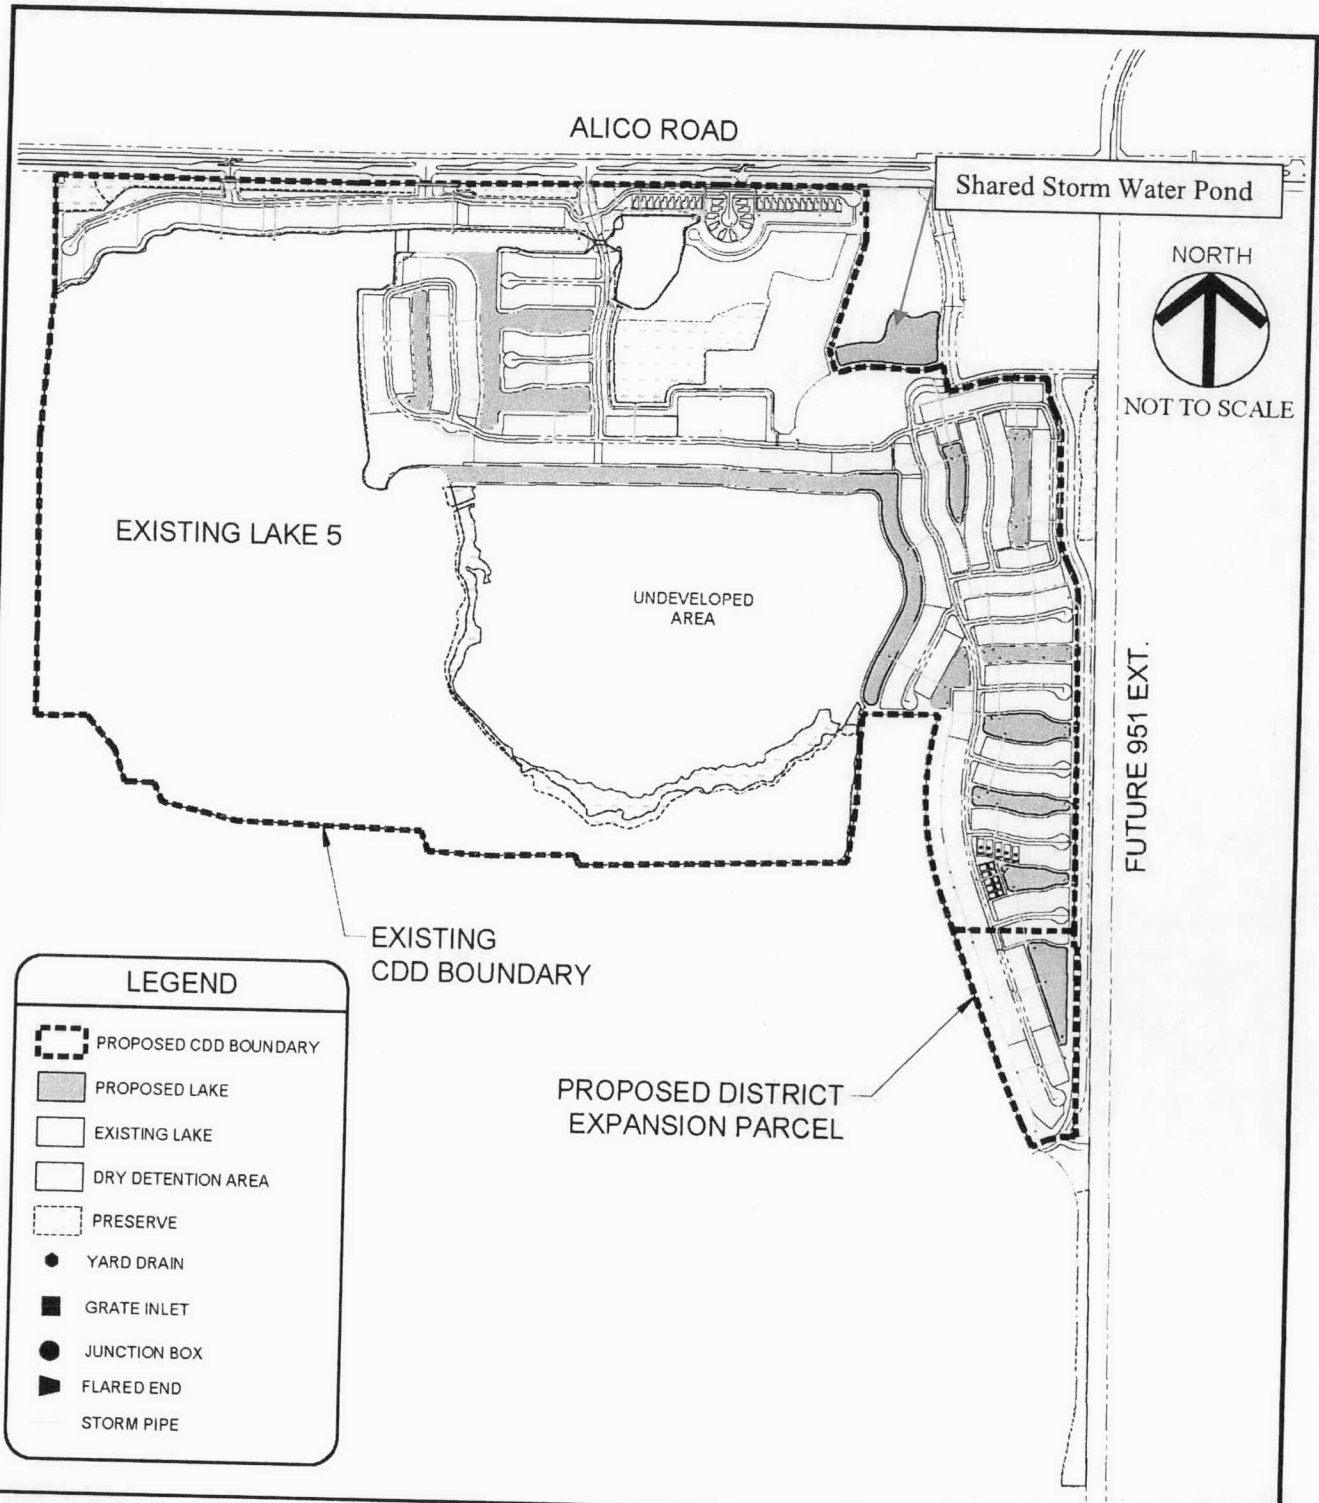 ALICO ROAD
Shared Storm Water Pond
NORTH
NOT TO SCALE
EXISTING LAKE 5
UNDEVELOPED
AREA
FUTURE 951 EXT.
EXISTING
CDD BOUNDARY
PROPOSED DISTRICT
EXPANSION PARCEL
LEGEND
PROPOSED CDD BOUNDARY
PROPOSED LAKE
EXISTING LAKE
DRY DETENTION AREA
PRESERVE
YARD DRAIN
GRATE INLET
JUNCTION BOX
FLARED END
STORM PIPE